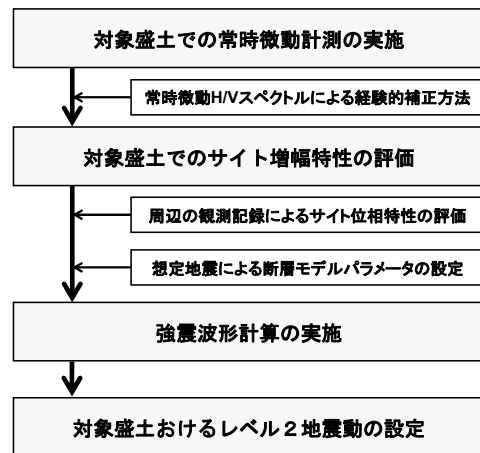 対象盛土での常時微動計測の実施
常時微動H/Vスペクトルによる経験的補正方法
対象盛土でのサイト増幅特性の評価
周辺の観測記録によるサイト位相特性の評価
想定地震による断層モデルパラメータの設定
強震波形計算の実施
対象盛土おけるレベル２地震動の設定